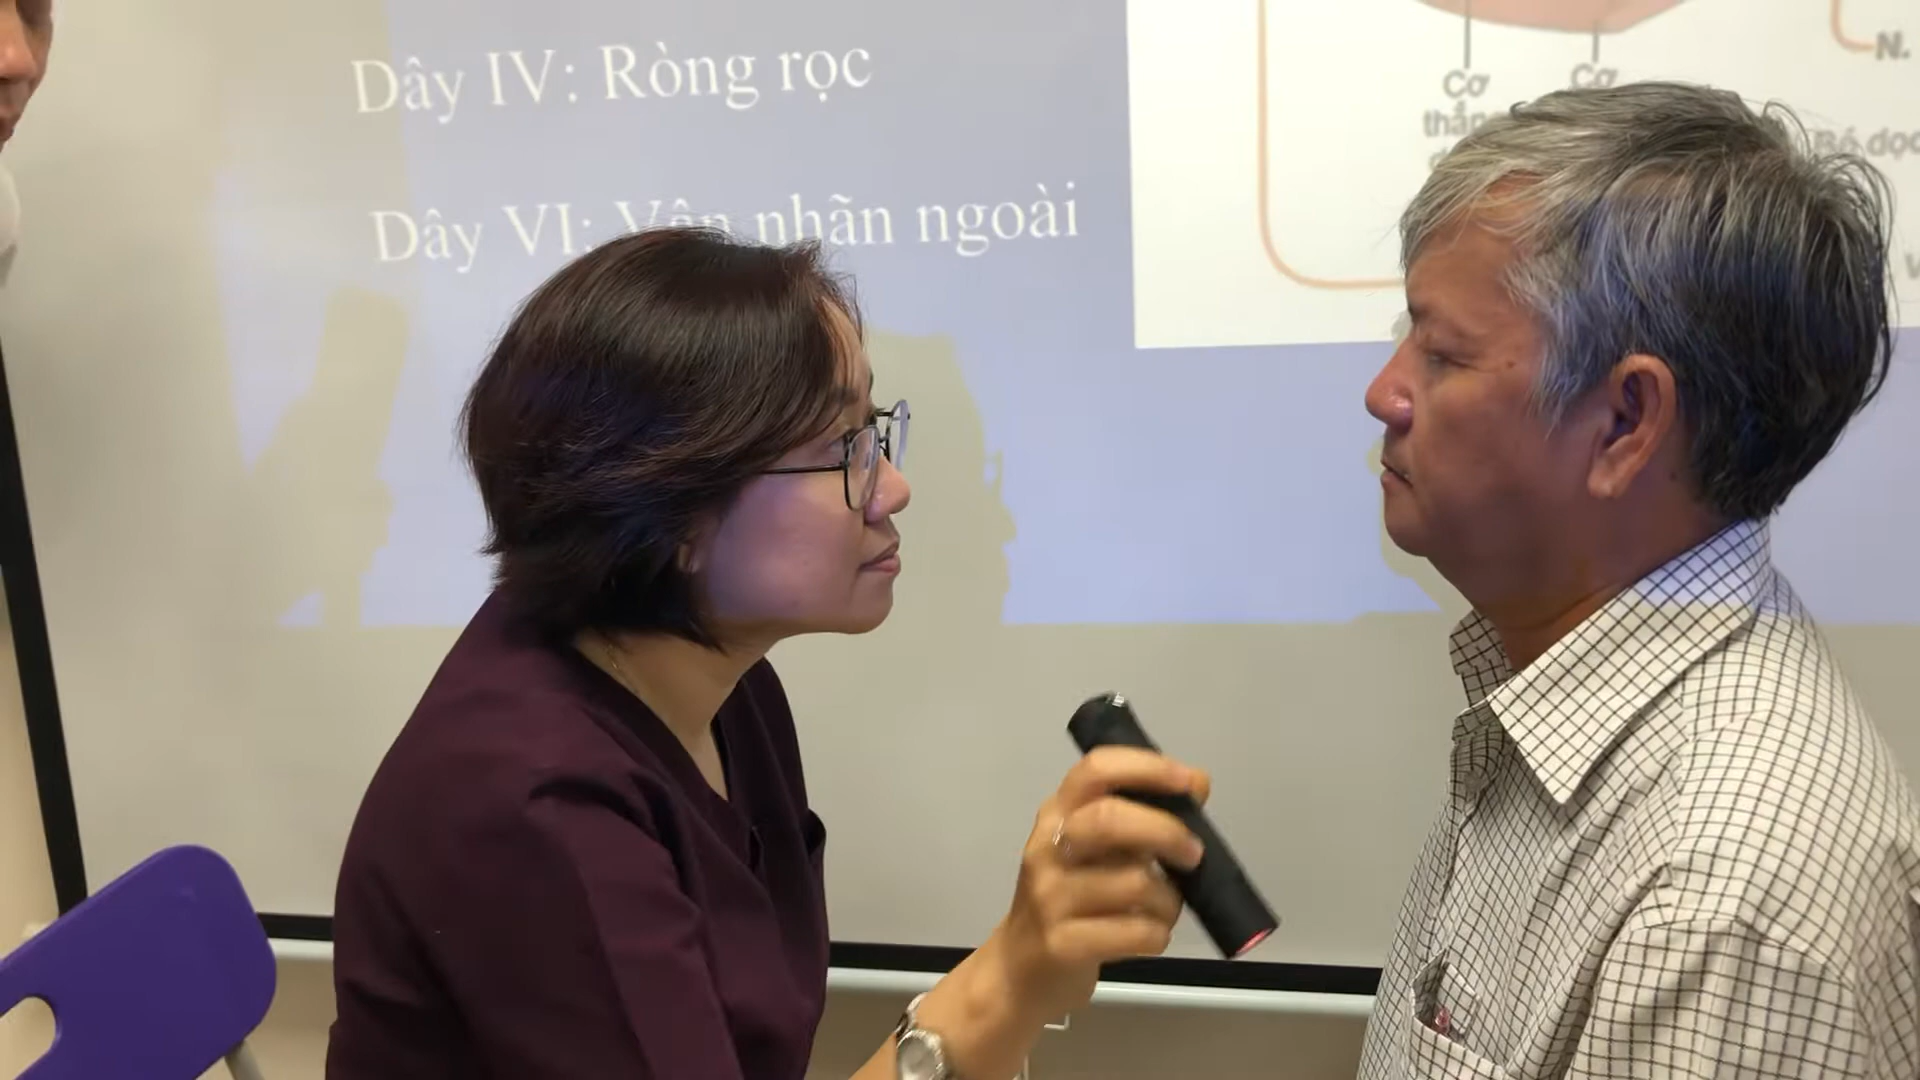 Dây IV: Ròng rọc
Dây VI: Vận nhãn ngoài
Cơ
Cơ
thẳng
N.
Bó dọc